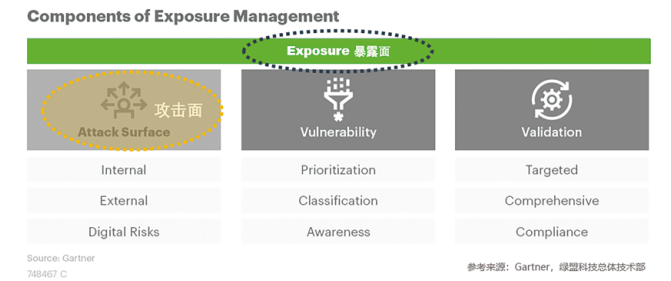 Components of Exposure Management
Exposure 暴露面
攻击面
Attack Surface
Vulnerability
Validation
Internal
Prioritization
Targeted
External
Classification
Comprehensive
Digital Risks
Awareness
Compliance
Source: Gartner
748467 C
参考来源：Gartner，绿盟科技总体技术部